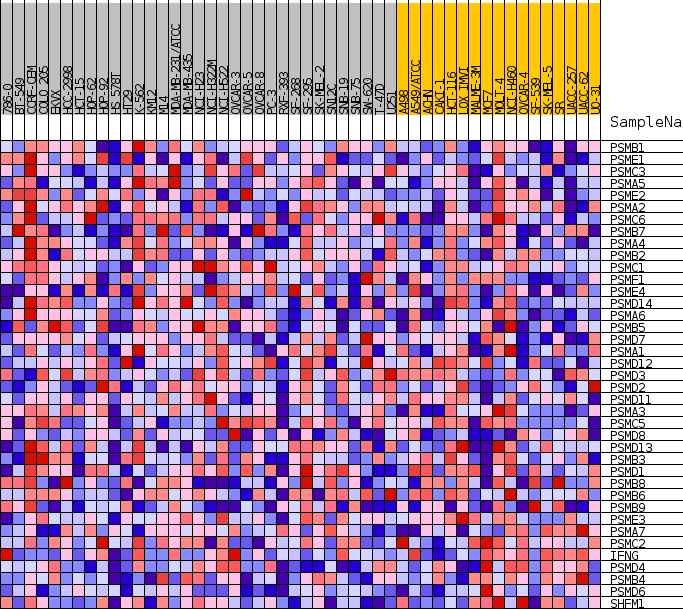 786-0
BT-549
CCRF-CEM
COLO 205
EKVX
HCC-2998
HCT-15
HOP-62
HOP-92
HS 578T
HT29
K-562
KM12
M14
MDA-MB-231/ATCC
MDA-MB-435
NCI-H23
NCI-H322M
NCI-H522
OVCAR-3
OVCAR-5
OVCAR-8
PC-3
RXF-393
SF-268
SF-295
SK-MEL-2
SN12C
SNB-19
SNB-75
SW-620
T-47D
U251
A498
A549/ATCC
ACHN
CAKI-1
HCT-116
LOX IMVI
MALME-3M
MCF7
MOLT-4
NCI-H460
OVCAR-4
SF-539
SK-MEL-5
SR
UACC-257
UACC-62
UO-31
SampleNa
PSMB1
PSME1
PSMC3
PSMA5
PSME2
PSMA2
PSMC6
PSMB7
PSMA4
PSMB2
PSMC1
PSMF1
PSME4
PSMD14
PSMA6
PSMB5
PSMD7
PSMA1
PSMD12
PSMD3
PSMD2
PSMD11
PSMA3
PSMC5
PSMD8
PSMD13
PSMB3
PSMD1
PSMB8
PSMB6
PSMB9
PSME3
PSMA7
PSMC2
IFNG
PSMD4
PSMB4
PSMD6
SHFM1